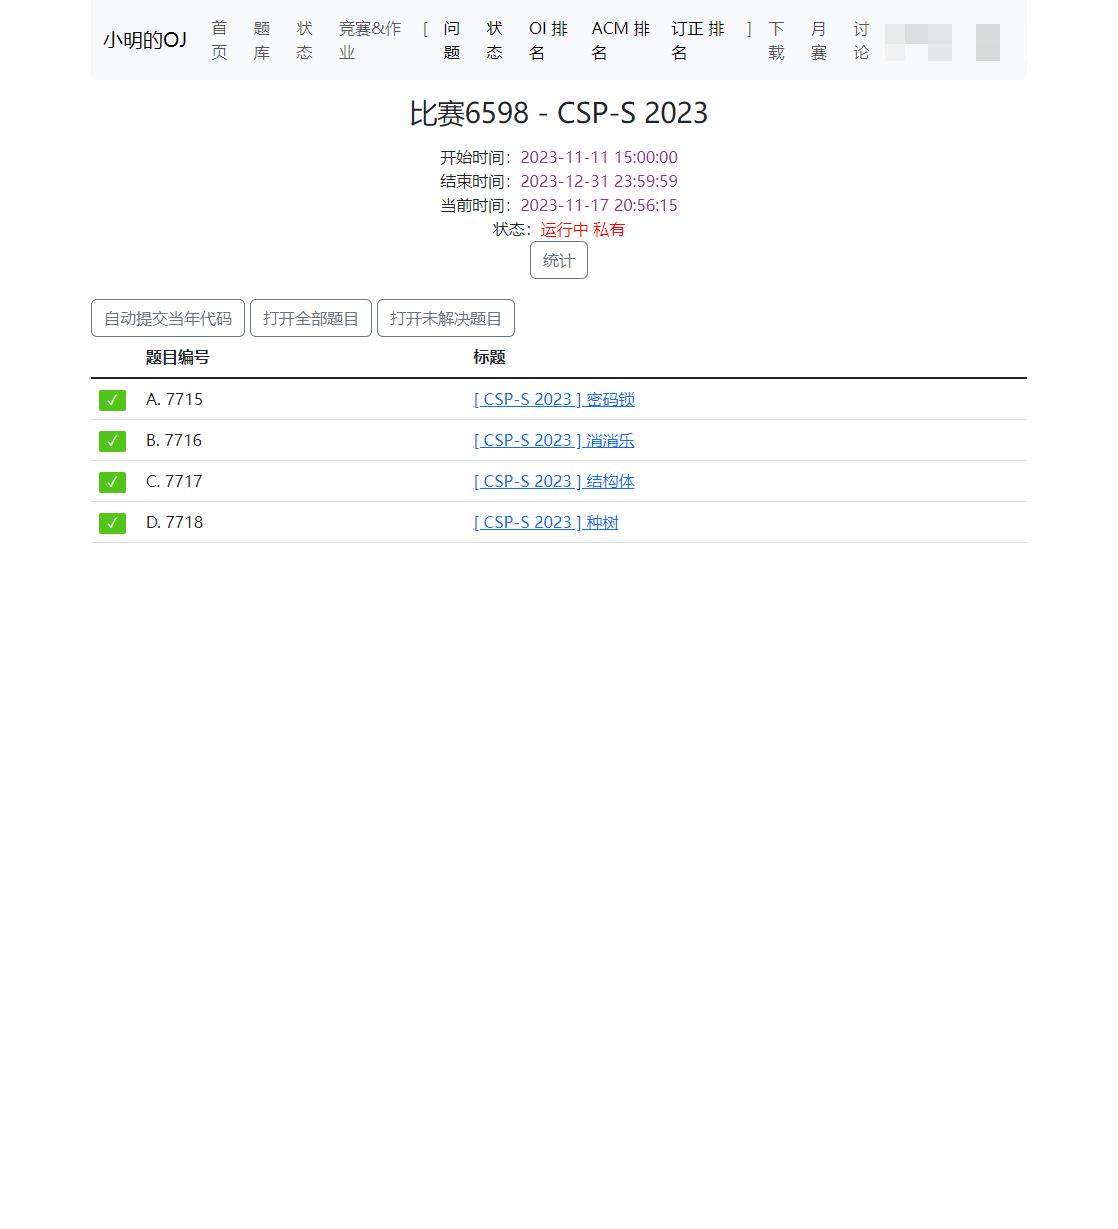 小明的OJ 首页 题库 状态 竞赛&作业 [ 问题 状态 OI 排名 ACM 排名 订正 排名 ] 下载 月赛 讨论
比赛6598 - CSP-S 2023
开始时间：2023-11-11 15:00:00
结束时间：2023-12-31 23:59:59
当前时间：2023-11-17 20:56:15
状态：运行中 私有
统计
自动提交当年代码 打开全部题目 打开未解决题目
题目编号 标题
✓ A. 7715 [ CSP-S 2023 ] 密码锁
✓ B. 7716 [ CSP-S 2023 ] 消消乐
✓ C. 7717 [ CSP-S 2023 ] 结构体
✓ D. 7718 [ CSP-S 2023 ] 种树